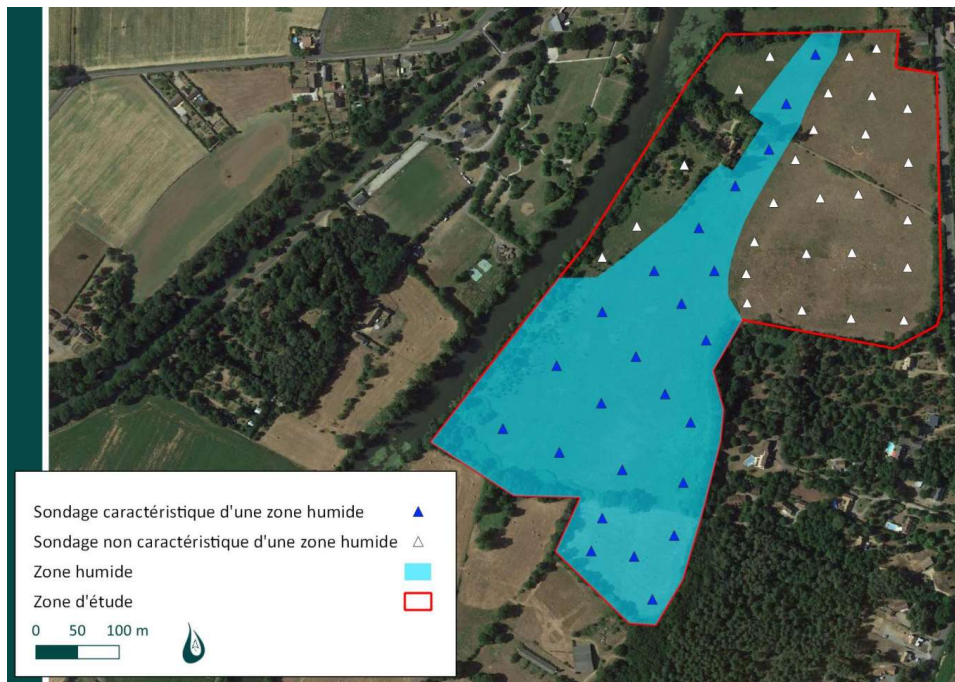 Sondage caractéristique d'une zone humide
Sondage non caractéristique d'une zone humide
Zone humide
Zone d'étude
0 50 100 m